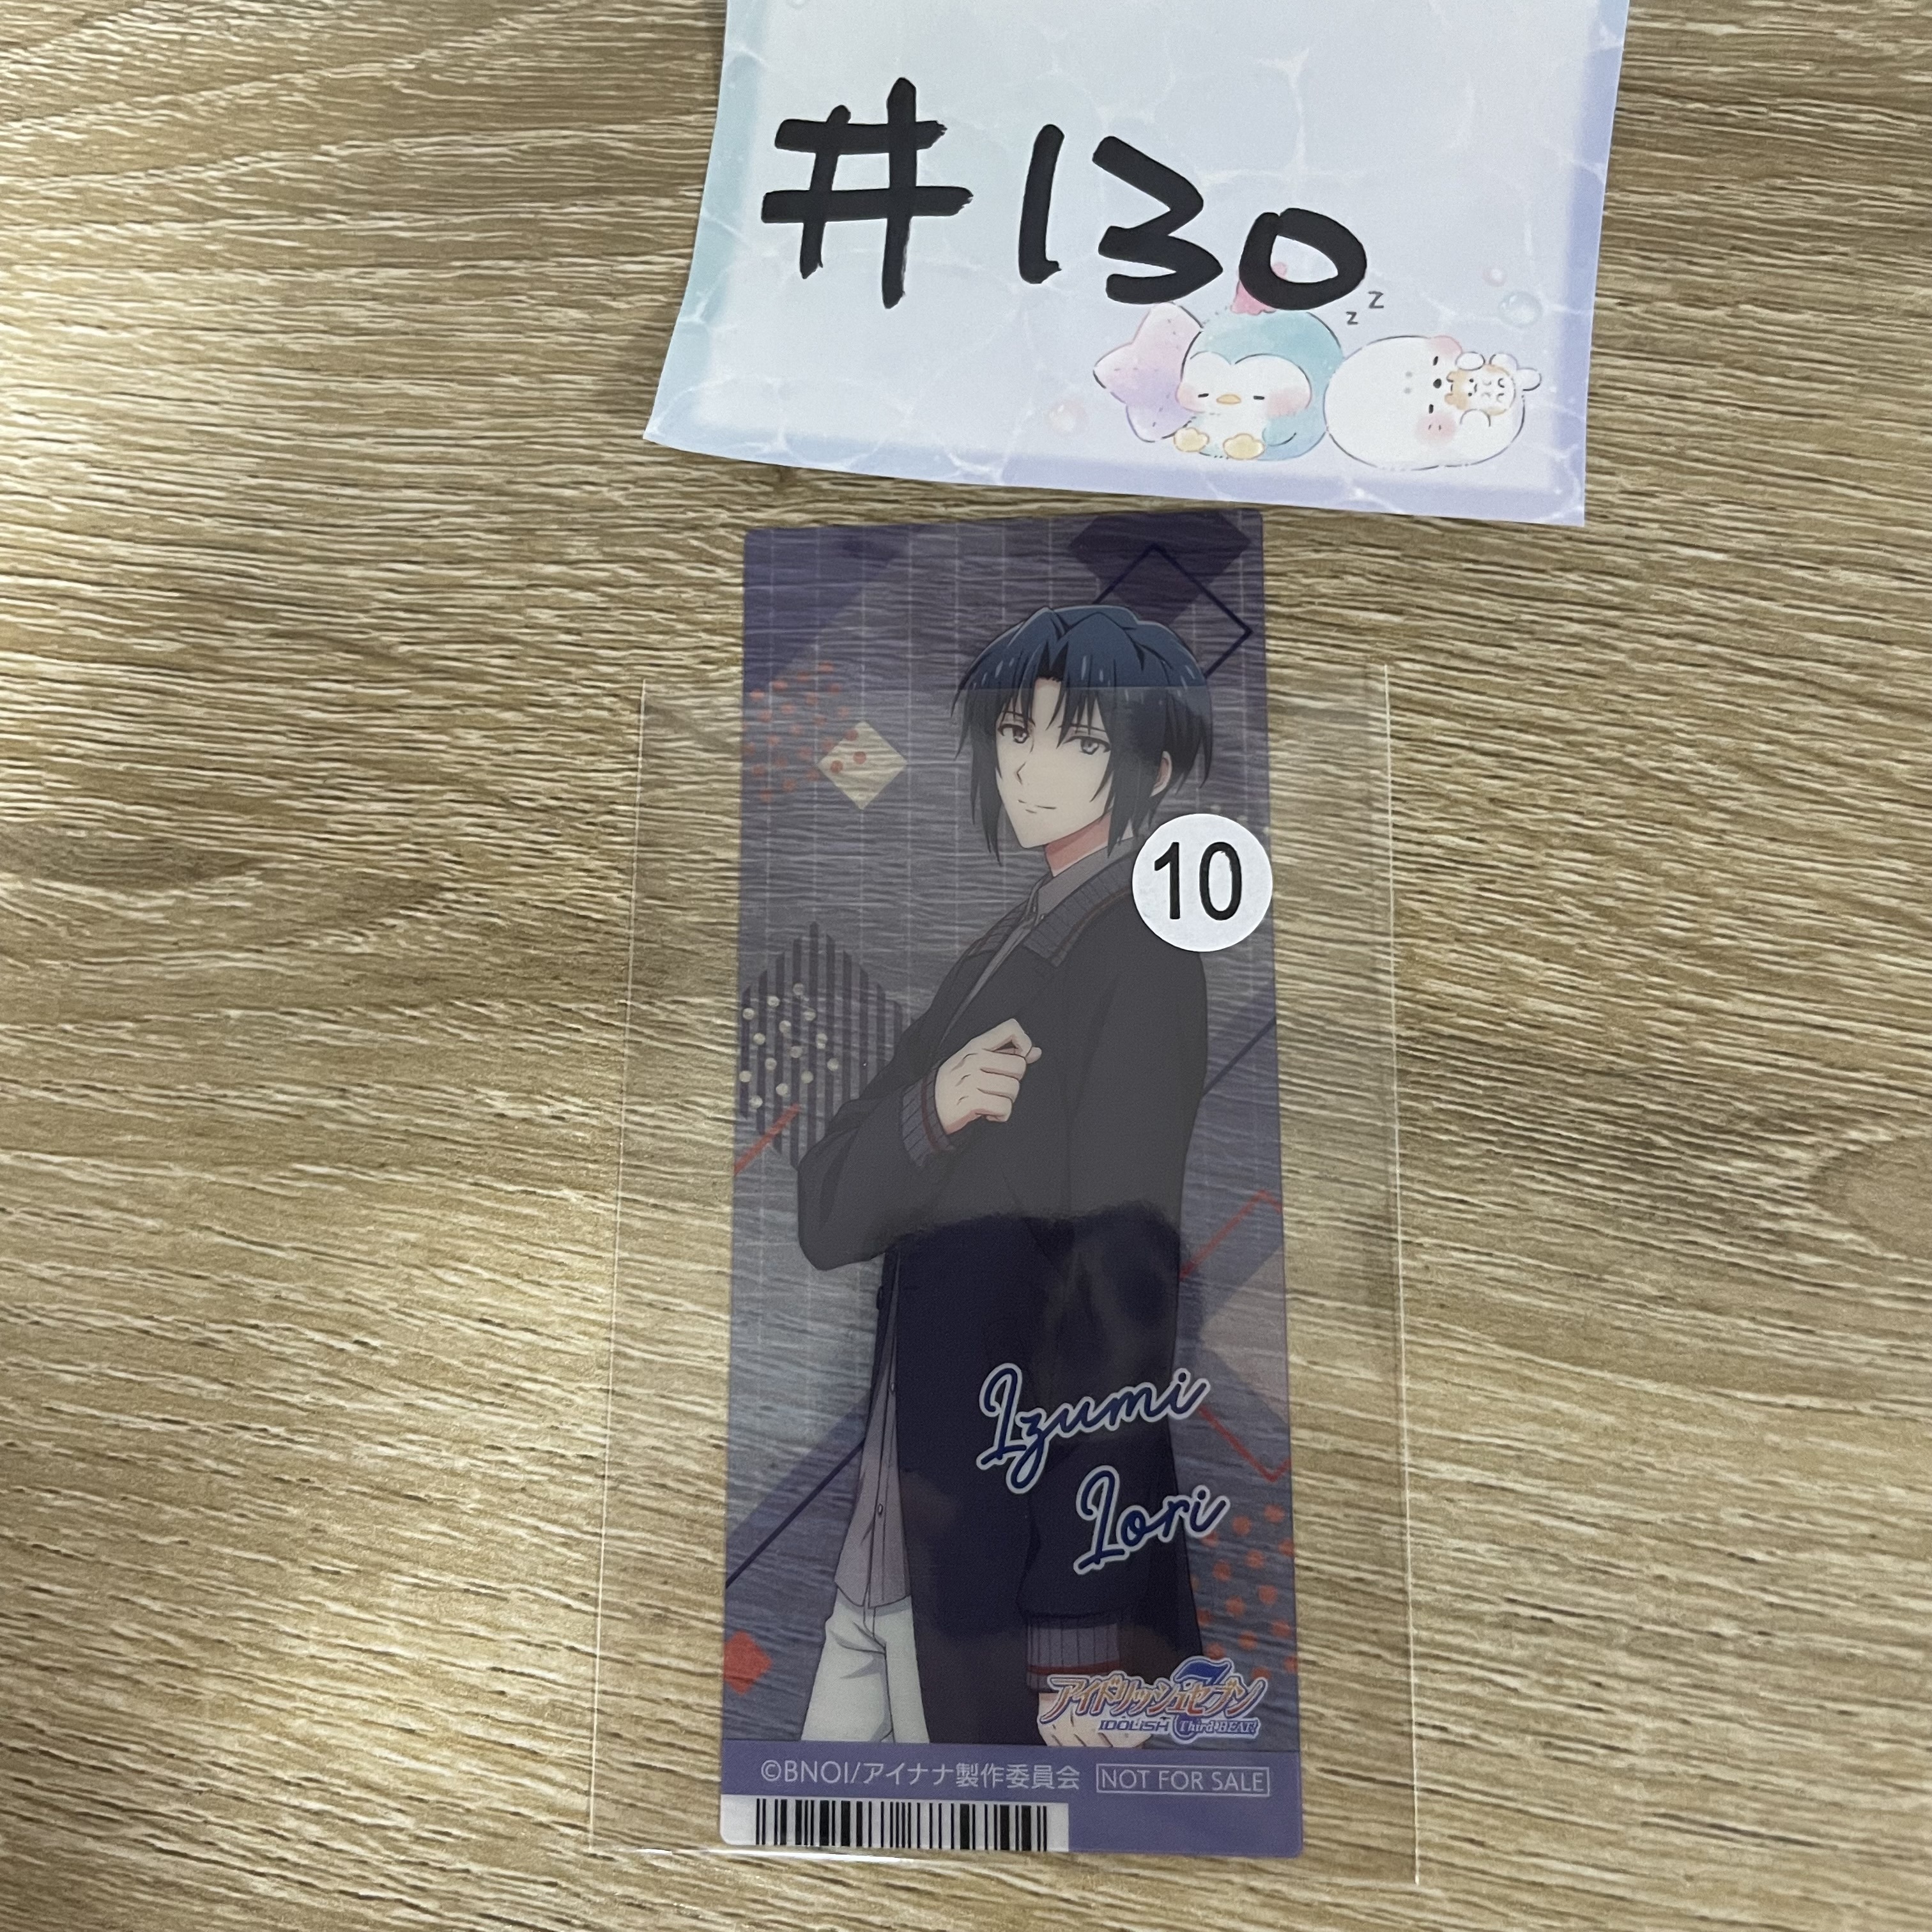 #130
z
z
10
Izumi
Iori
アイドリッシュセブン
IDOLiSH 7 Third BEAT!
©BNOI/アイナナ製作委員会 NOT FOR SALE